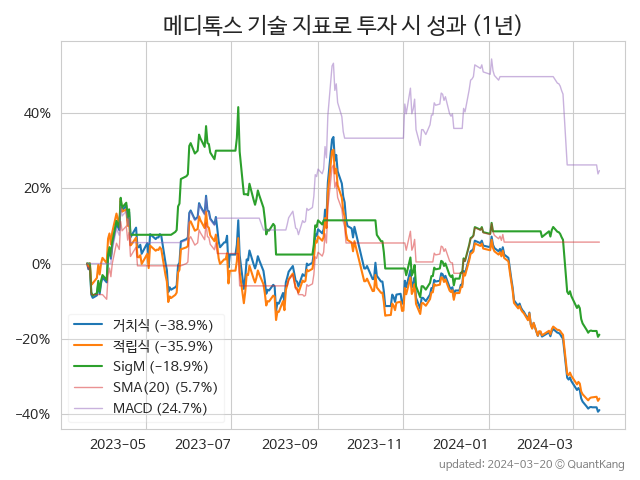 메디톡스 기술 지표로 투자 시 성과 (1년)
40%
20%
0%
−20%
−40%
거치식 (−38.9%)
적립식 (−35.9%)
SigM (−18.9%)
SMA(20) (5.7%)
MACD (24.7%)
2023-05 2023-07 2023-09 2023-11 2024-01 2024-03
updated: 2024-03-20 © QuantKang